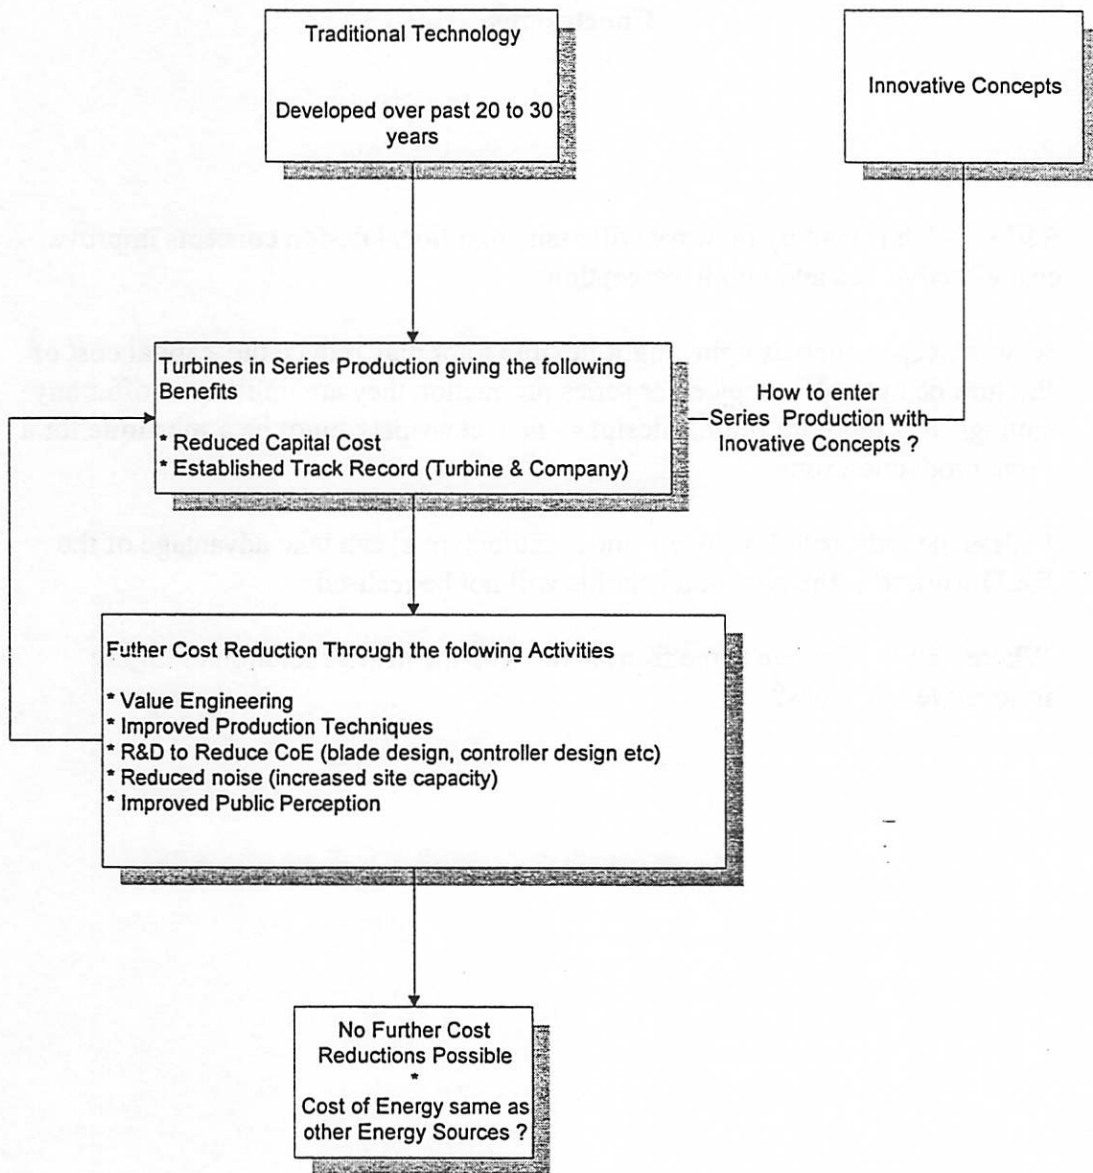 Traditional Technology
Developed over past 20 to 30
years
Innovative Concepts
Turbines in Series Production giving the following
Benefits
* Reduced Capital Cost
* Established Track Record (Turbine & Company)
How to enter
Series Production with
Inovative Concepts ?
Futher Cost Reduction Through the following Activities
* Value Engineering
* Improved Production Techniques
* R&D to Reduce CoE (blade design, controller design etc)
* Reduced noise (increased site capacity)
* Improved Public Perception
No Further Cost
Reductions Possible
*
Cost of Energy same as
other Energy Sources ?